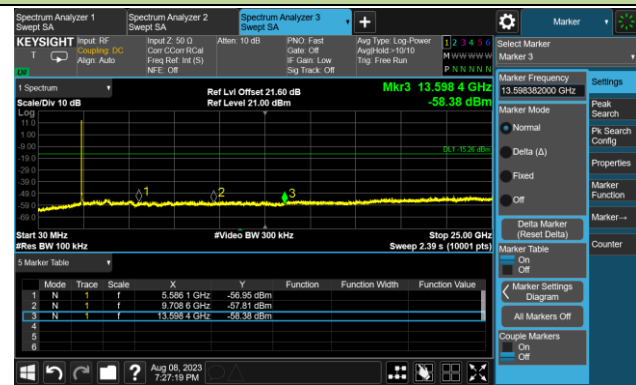 Spectrum Analyzer 1
Swept SA
Spectrum Analyzer 2
Swept SA
Spectrum Analyzer 3
Swept SA
Marker
KEYSIGHT
T
Input: RF
Coupling: DC
Align: Auto
Input Z: 50 Ω
Corr CCorr RCal
Freq Ref: Int (S)
NFE: Off
Atten: 10 dB
PNO: Fast
Gate: Off
IF Gain: Low
Sig Track: Off
Avg Type: Log-Power
Avg|Hold:>10/10
Trig: Free Run
1 2 3 4 5 6
M W W W W W
P N N N N N
Select Marker
Marker 3
1 Spectrum
Scale/Div 10 dB
Log
Ref Lvl Offset 21.60 dB
Ref Level 21.00 dBm
Mkr3 13.598 4 GHz
-58.38 dBm
11.0
1.00
-9.00
-19.0
-29.0
-39.0
-49.0
-59.0
-69.0
DL1 -15.26 dBm
1
2
3
Start 30 MHz
#Res BW 100 kHz
#Video BW 300 kHz
Stop 25.00 GHz
Sweep 2.39 s (10001 pts)
5 Marker Table
Mode Trace Scale X Y Function Function Width Function Value
1 N 1 f 5.586 1 GHz -56.95 dBm
2 N 1 f 9.708 6 GHz -57.81 dBm
3 N 1 f 13.598 4 GHz -58.38 dBm
4
5
6
Marker Frequency
13.598382000 GHz
Marker Mode
Normal
Delta (Δ)
Fixed
Off
Delta Marker
(Reset Delta)
Marker Table
On
Off
Marker Settings
Diagram
All Markers Off
Couple Markers
On
Off
Settings
Peak
Search
Pk Search
Config
Properties
Marker
Function
Marker→
Counter
?
Aug 08, 2023
7:27:19 PM